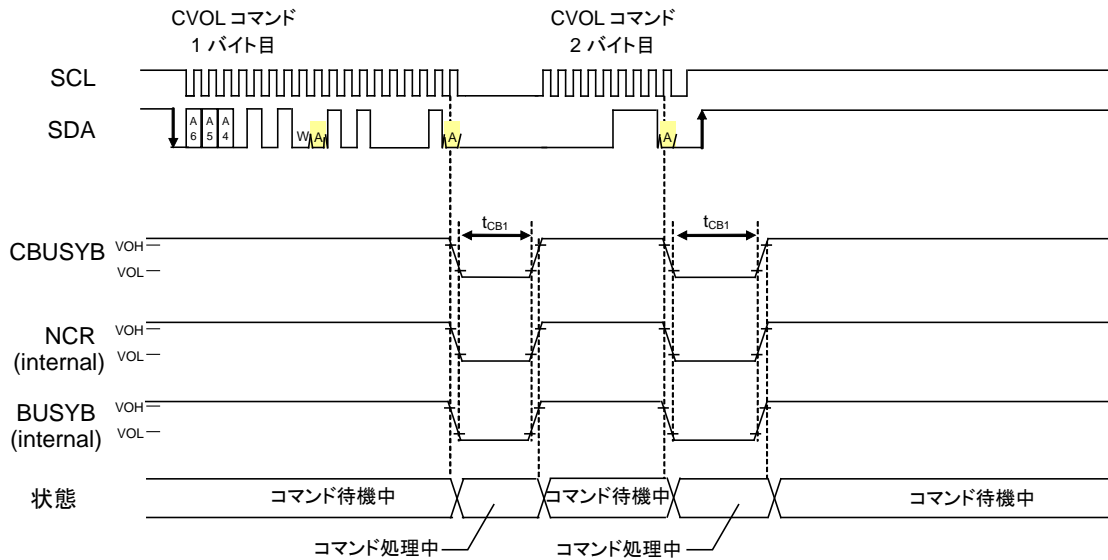 CVOL コマンド
1 バイト目
CVOL コマンド
2 バイト目
SCL
SDA
A6
A5
A4
W
A
A
A
tCB1
tCB1
CBUSYB
VOH
VOL
NCR
(internal)
VOH
VOL
BUSYB
(internal)
VOH
VOL
状態
コマンド待機中
コマンド待機中
コマンド待機中
コマンド処理中
コマンド処理中